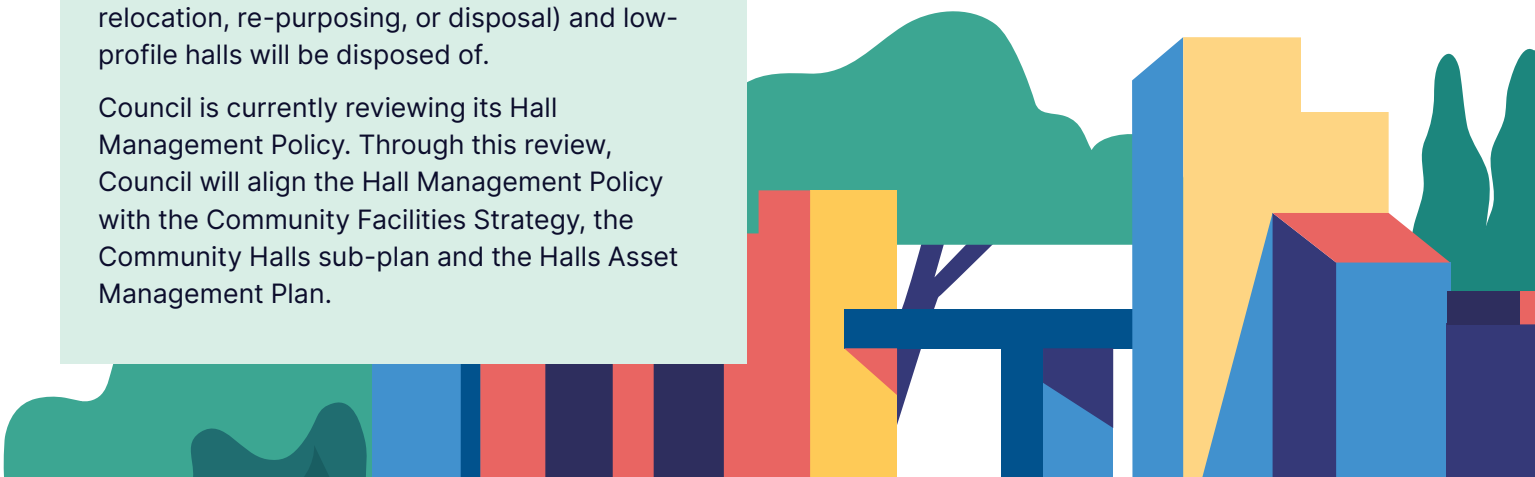 relocation, re-purposing, or disposal) and low-
profile halls will be disposed of.
Council is currently reviewing its Hall
Management Policy. Through this review,
Council will align the Hall Management Policy
with the Community Facilities Strategy, the
Community Halls sub-plan and the Halls Asset
Management Plan.